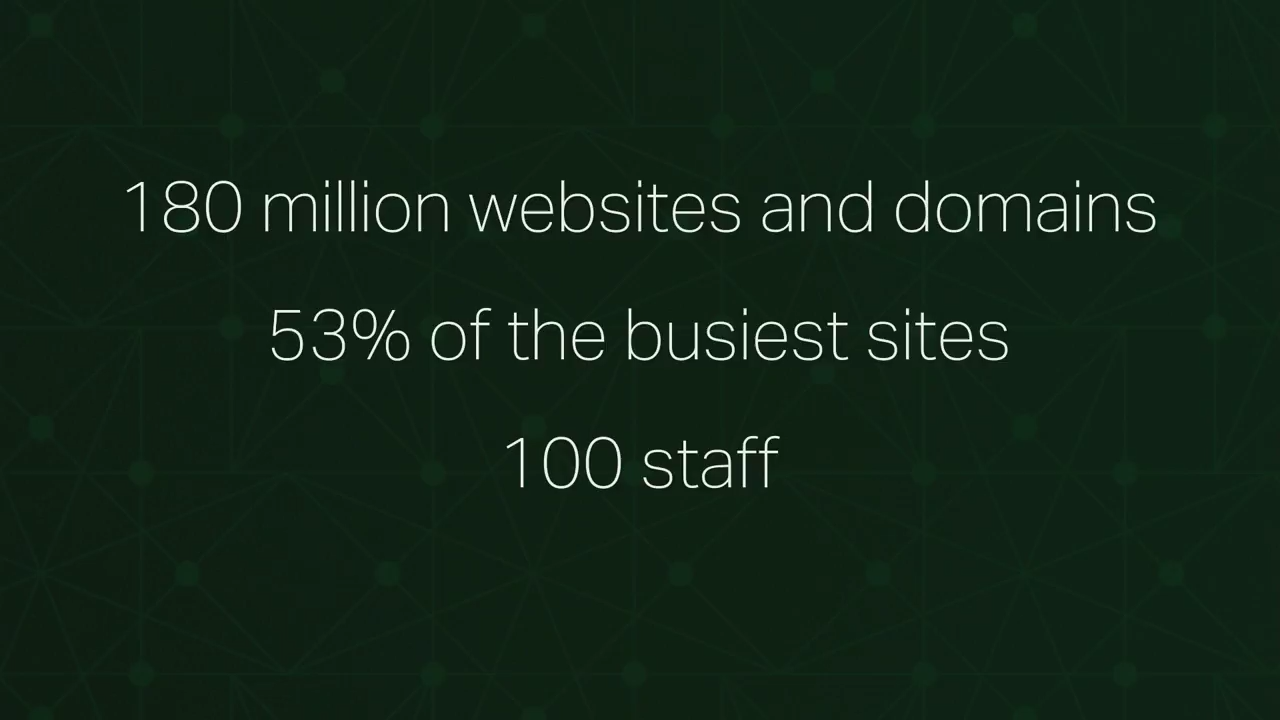 180 million websites and domains
53% of the busiest sites
100 staff